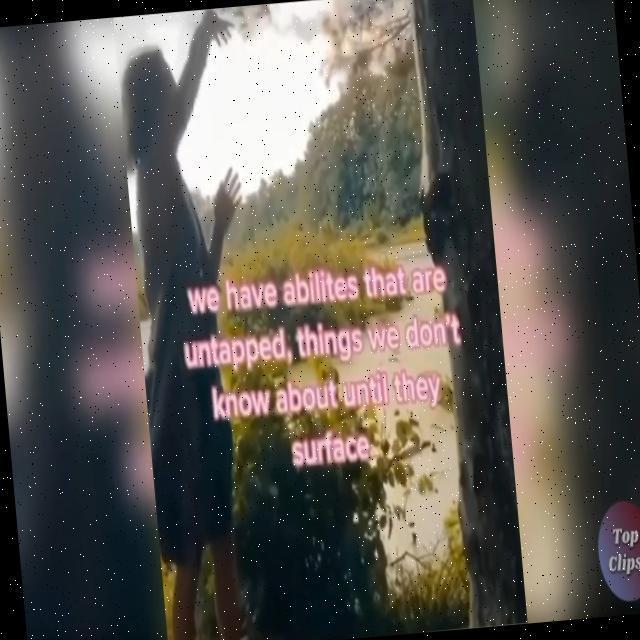 we have abilites that are
untapped, things we don't
know about until they
surface.
Top
Clips